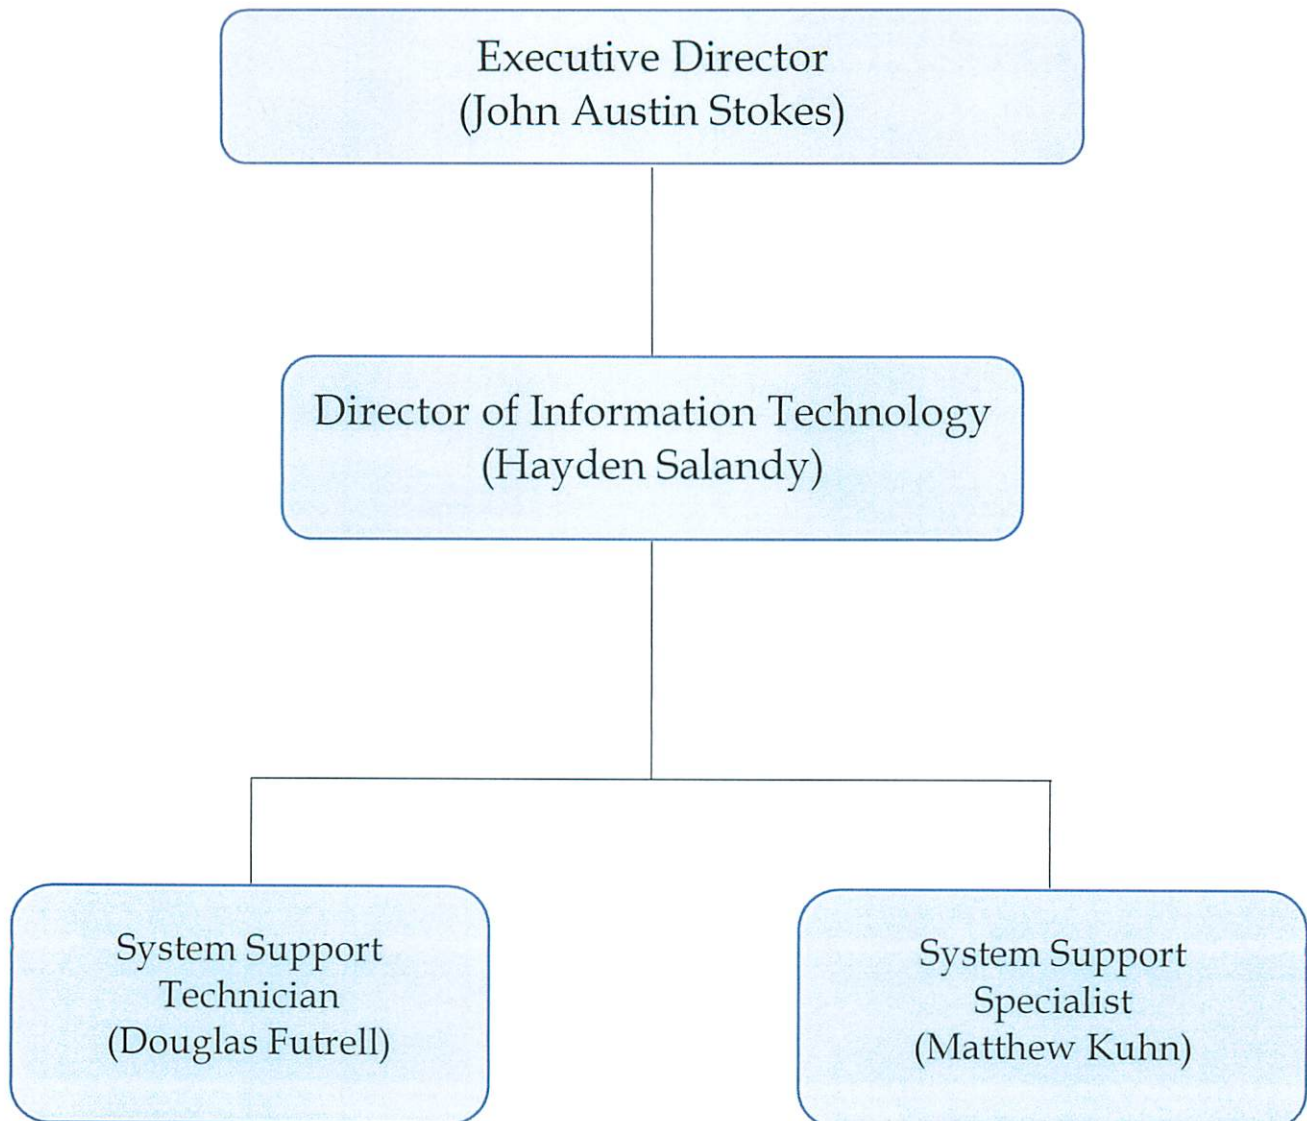 Executive Director
(John Austin Stokes)
Director of Information Technology
(Hayden Salandy)
System Support
Technician
(Douglas Futrell)
System Support
Specialist
(Matthew Kuhn)